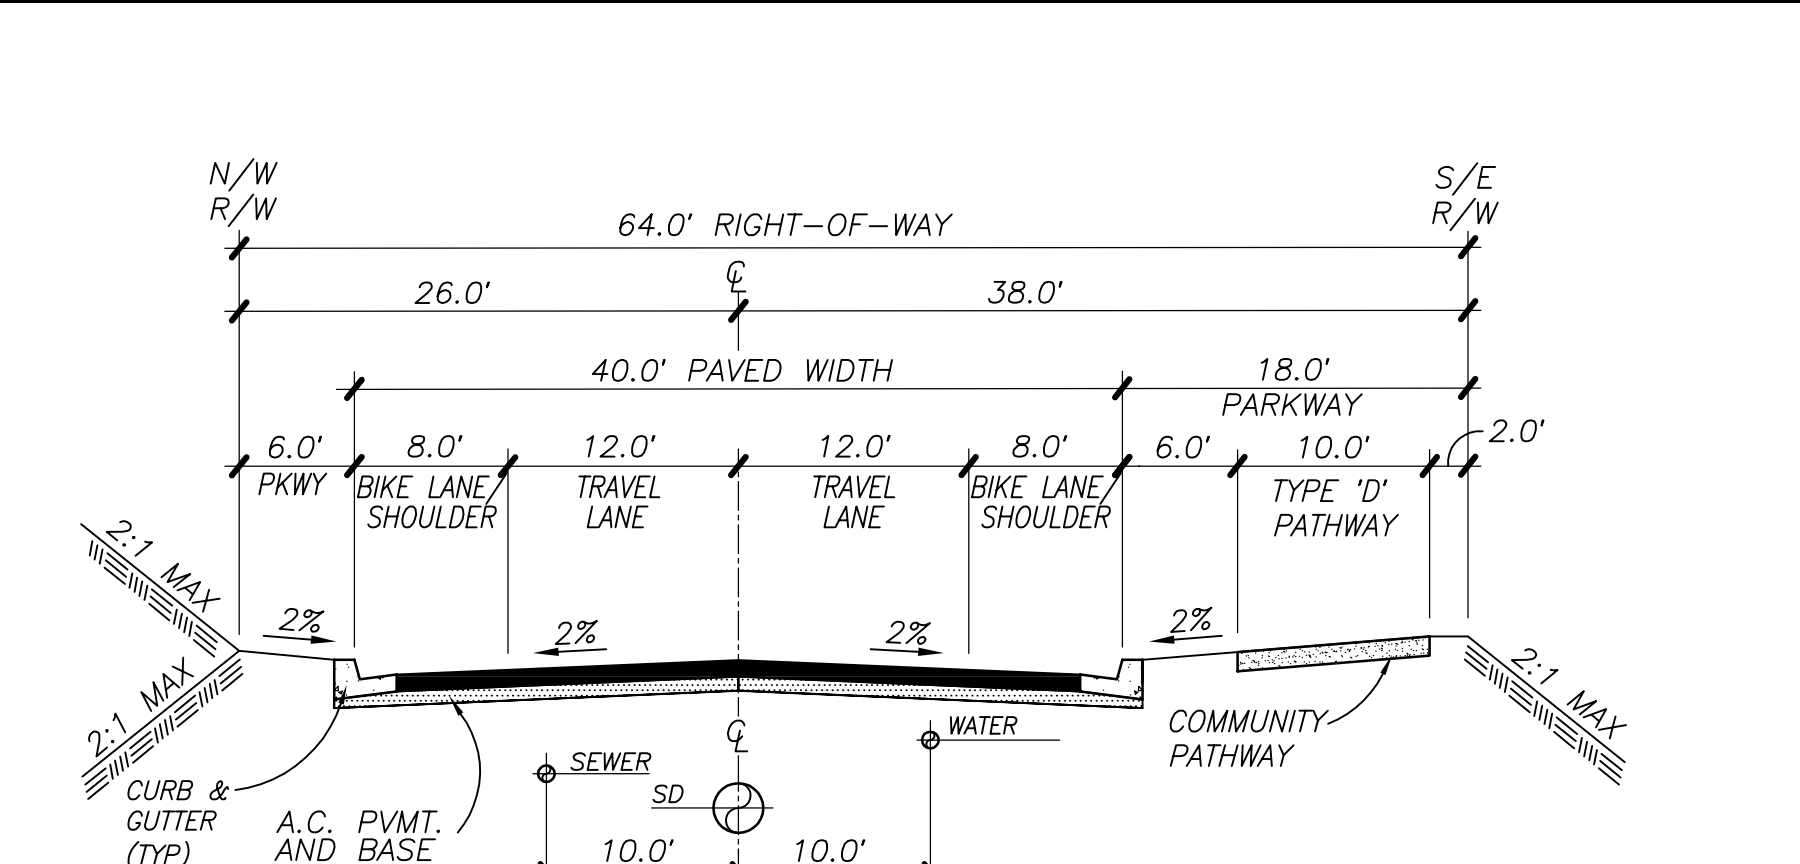 N/W
R/W
S/E
R/W
64.0' RIGHT-OF-WAY
℄
26.0'
38.0'
40.0' PAVED WIDTH
18.0'
PARKWAY
6.0'
8.0'
12.0'
12.0'
8.0'
6.0'
10.0'
2.0'
PKWY
BIKE LANE/
SHOULDER
TRAVEL
LANE
TRAVEL
LANE
BIKE LANE/
SHOULDER
TYPE 'D'
PATHWAY
2:1 MAX
2%
2%
2%
2%
2:1 MAX
2:1 MAX
COMMUNITY
PATHWAY
℄
WATER
SEWER
SD
CURB &
GUTTER
(TYP)
A.C. PVMT.
AND BASE
10.0'
10.0'